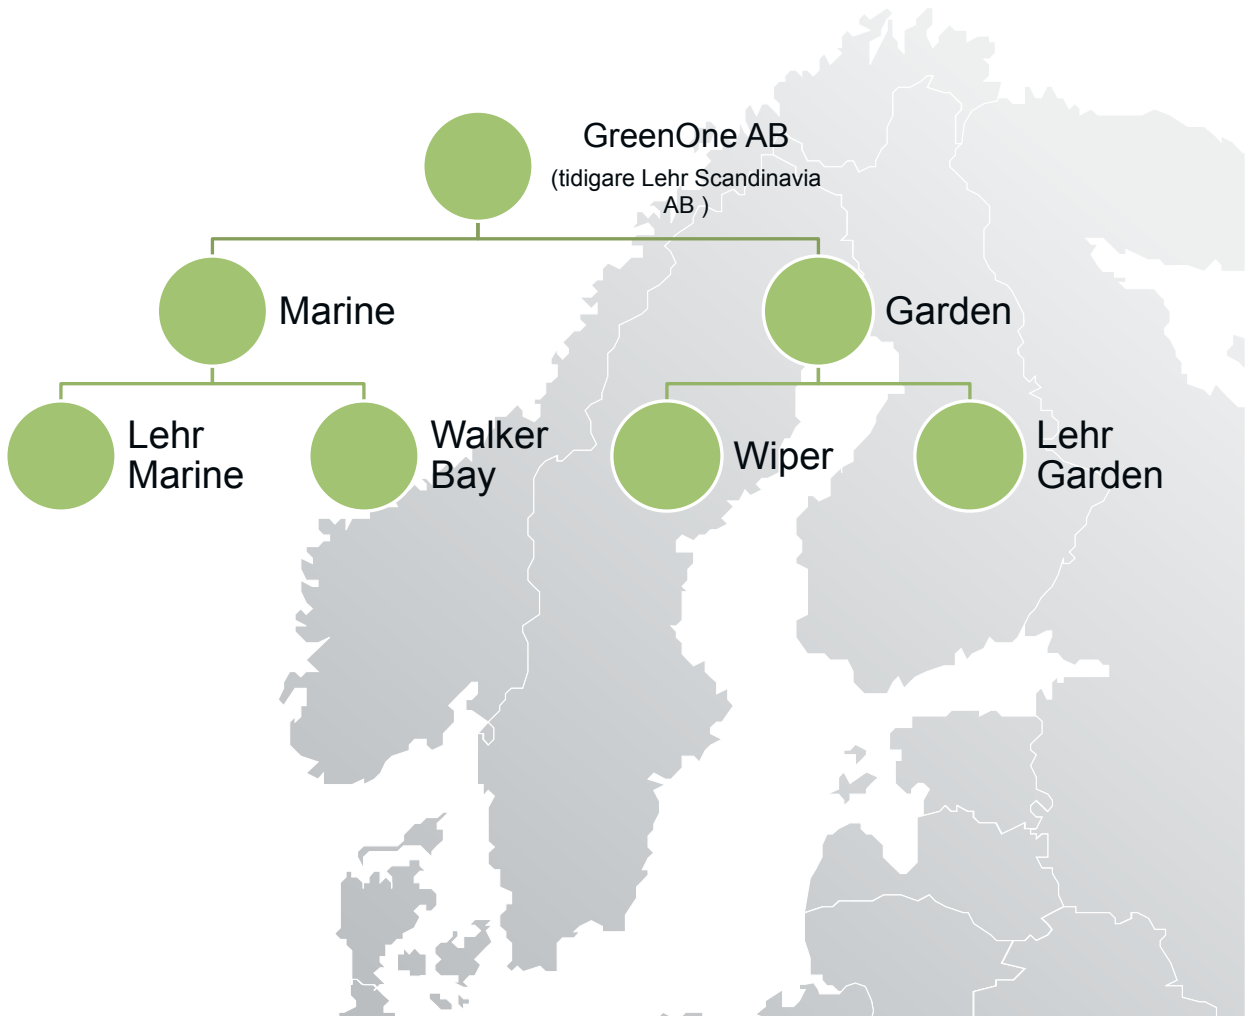 GreenOne AB
(tidigare Lehr Scandinavia
AB )
Marine
Garden
Lehr
Marine
Walker
Bay
Wiper
Lehr
Garden